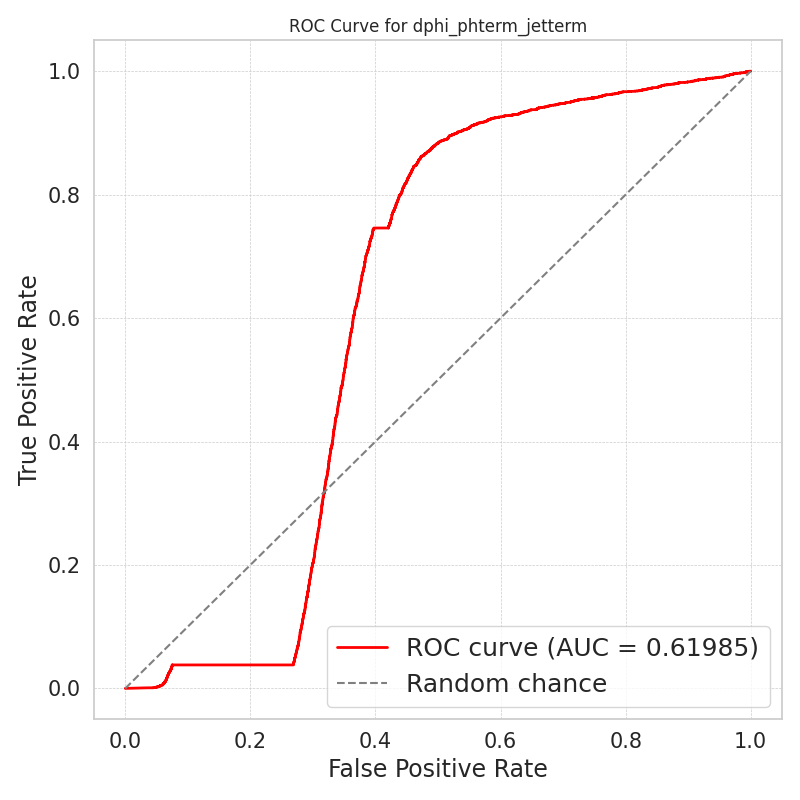 ROC Curve for dphi_phterm_jetterm
True Positive Rate
1.0
0.8
0.6
0.4
0.2
0.0
ROC curve (AUC = 0.61985)
Random chance
0.0 0.2 0.4 0.6 0.8 1.0
False Positive Rate